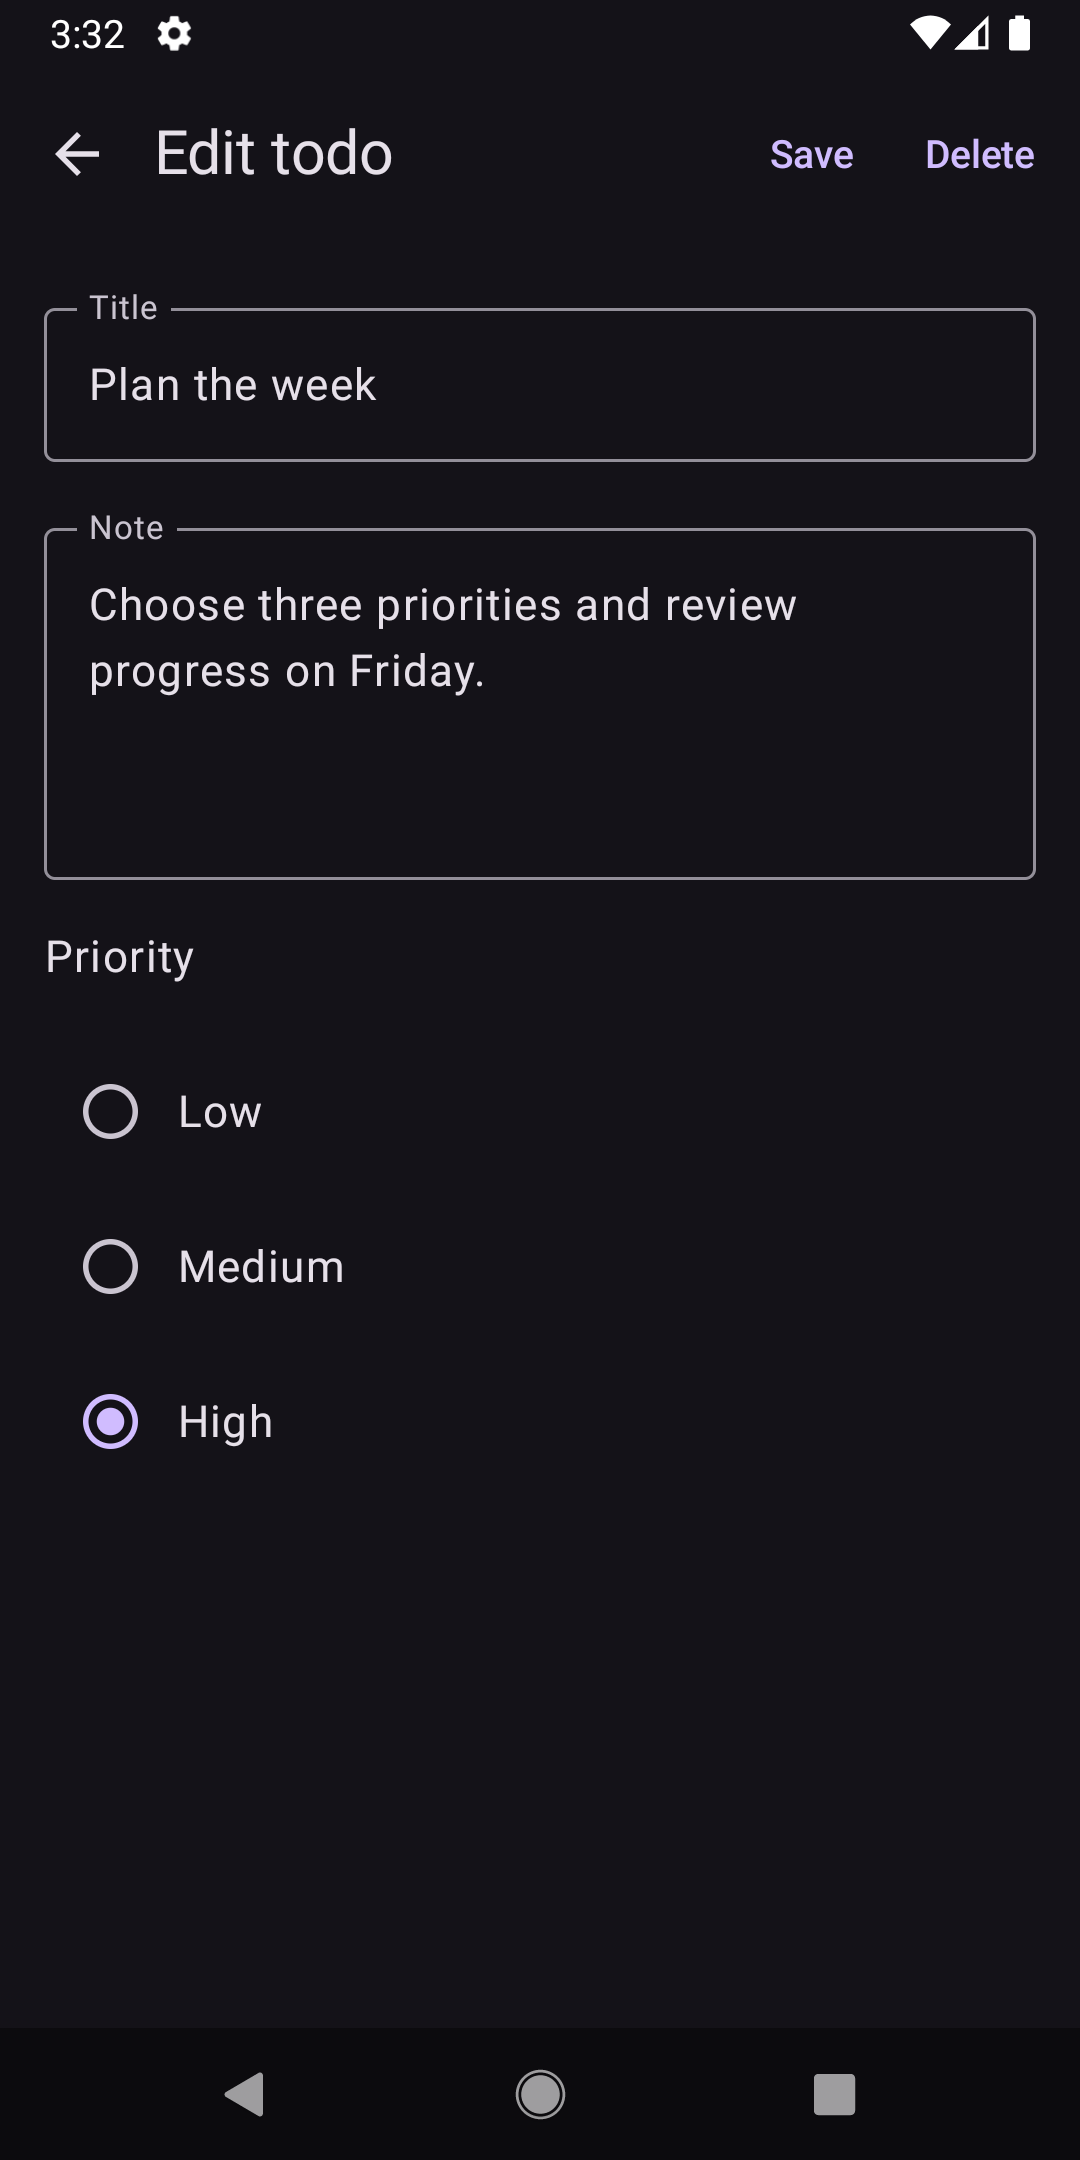 3:32
Edit todo
Save
Delete
Title
Plan the week
Note
Choose three priorities and review
progress on Friday.
Priority
Low
Medium
High